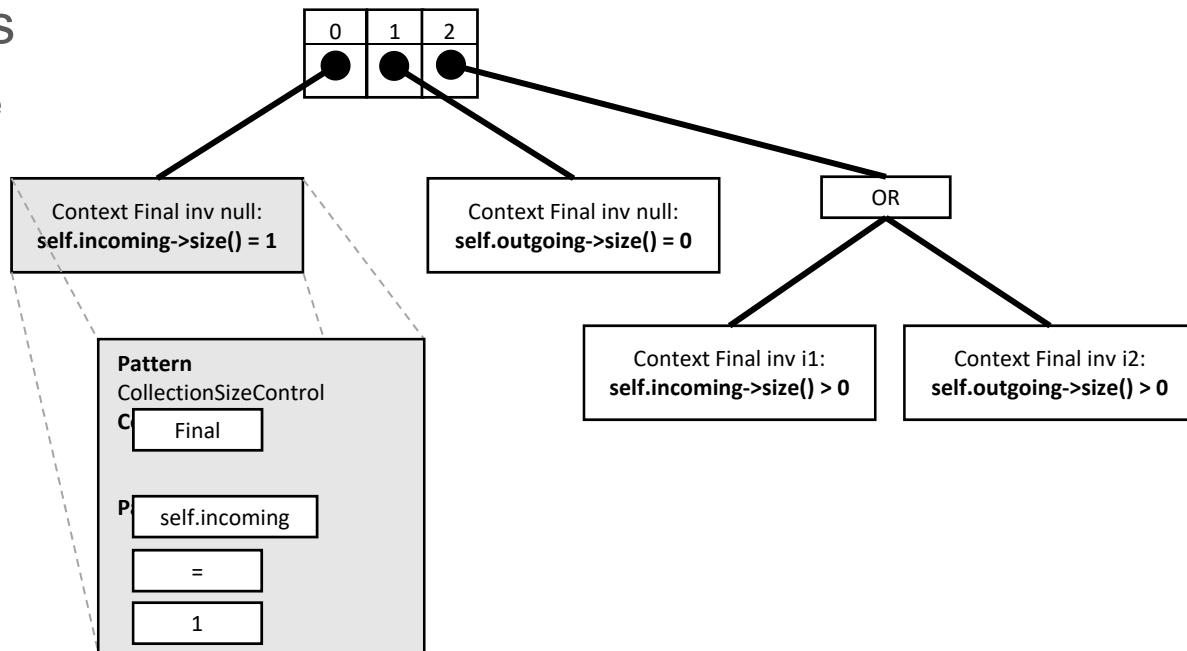 0 1 2
Context Final inv null:
self.incoming->size() = 1
Context Final inv null:
self.outgoing->size() = 0
OR
Context Final inv i1:
self.incoming->size() > 0
Context Final inv i2:
self.outgoing->size() > 0
Pattern
CollectionSizeControl
Final
self.incoming
=
1